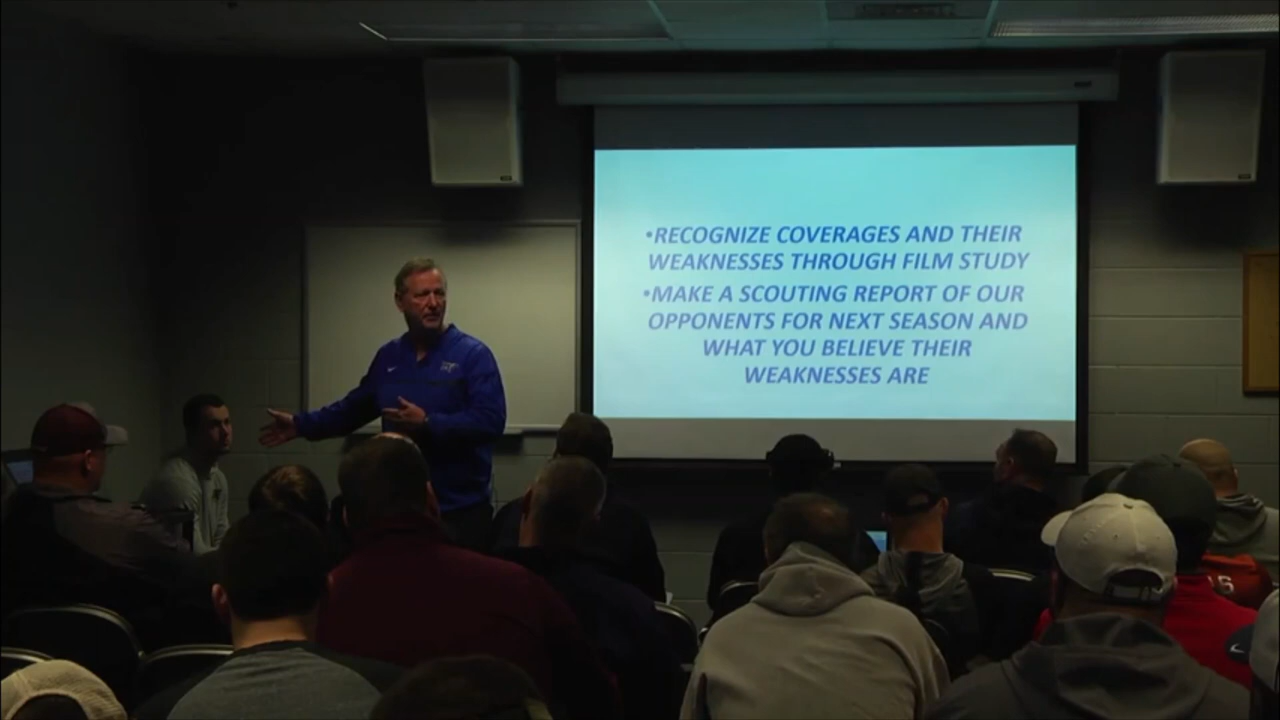 •RECOGNIZE COVERAGES AND THEIR
WEAKNESSES THROUGH FILM STUDY
•MAKE A SCOUTING REPORT OF OUR
OPPONENTS FOR NEXT SEASON AND
WHAT YOU BELIEVE THEIR
WEAKNESSES ARE